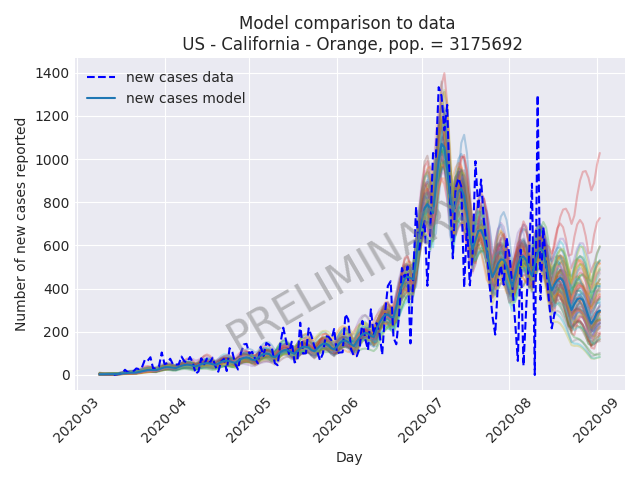 Model comparison to data
US - California - Orange, pop. = 3175692
1400
1200
1000
800
600
400
200
0
Number of new cases reported
new cases data
new cases model
PRELIMINARY
2020-03
2020-04
2020-05
2020-06
2020-07
2020-08
2020-09
Day